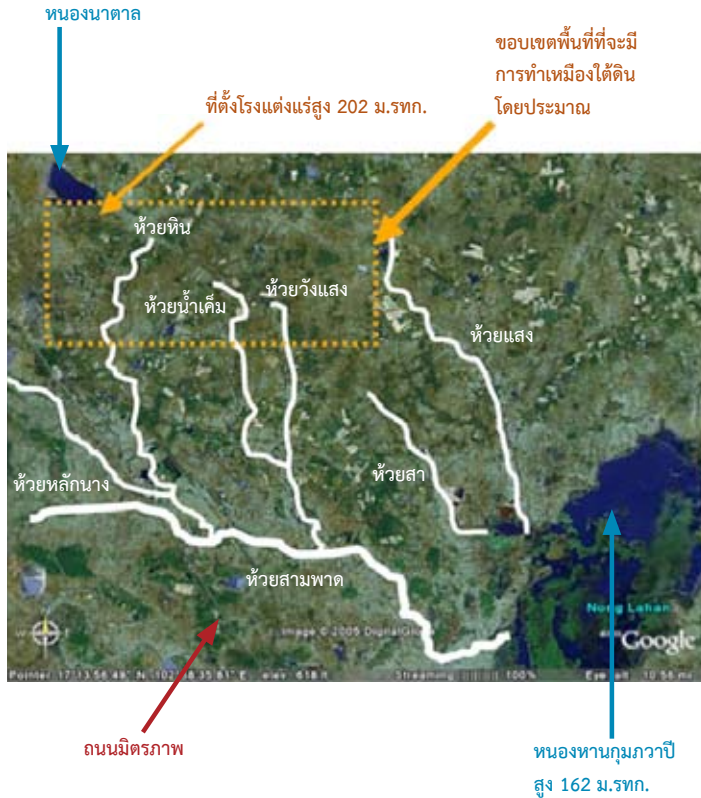 หนองนาตาล
ขอบเขตพื้นที่ที่จะมี
การทำเหมืองใต้ดิน
โดยประมาณ
ที่ตั้งโรงแต่งแร่สูง 202 ม.รทก.
ห้วยหิน
ห้วยน้ำเค็ม
ห้วยวังแสง
ห้วยแสง
ห้วยหลักนาง
ห้วยสา
ห้วยสามพาด
Nong Lahan
Image © 2005 DigitalGlobe
Google
Streaming 100%
ถนนมิตรภาพ
หนองหานกุมภวาปี
สูง 162 ม.รทก.